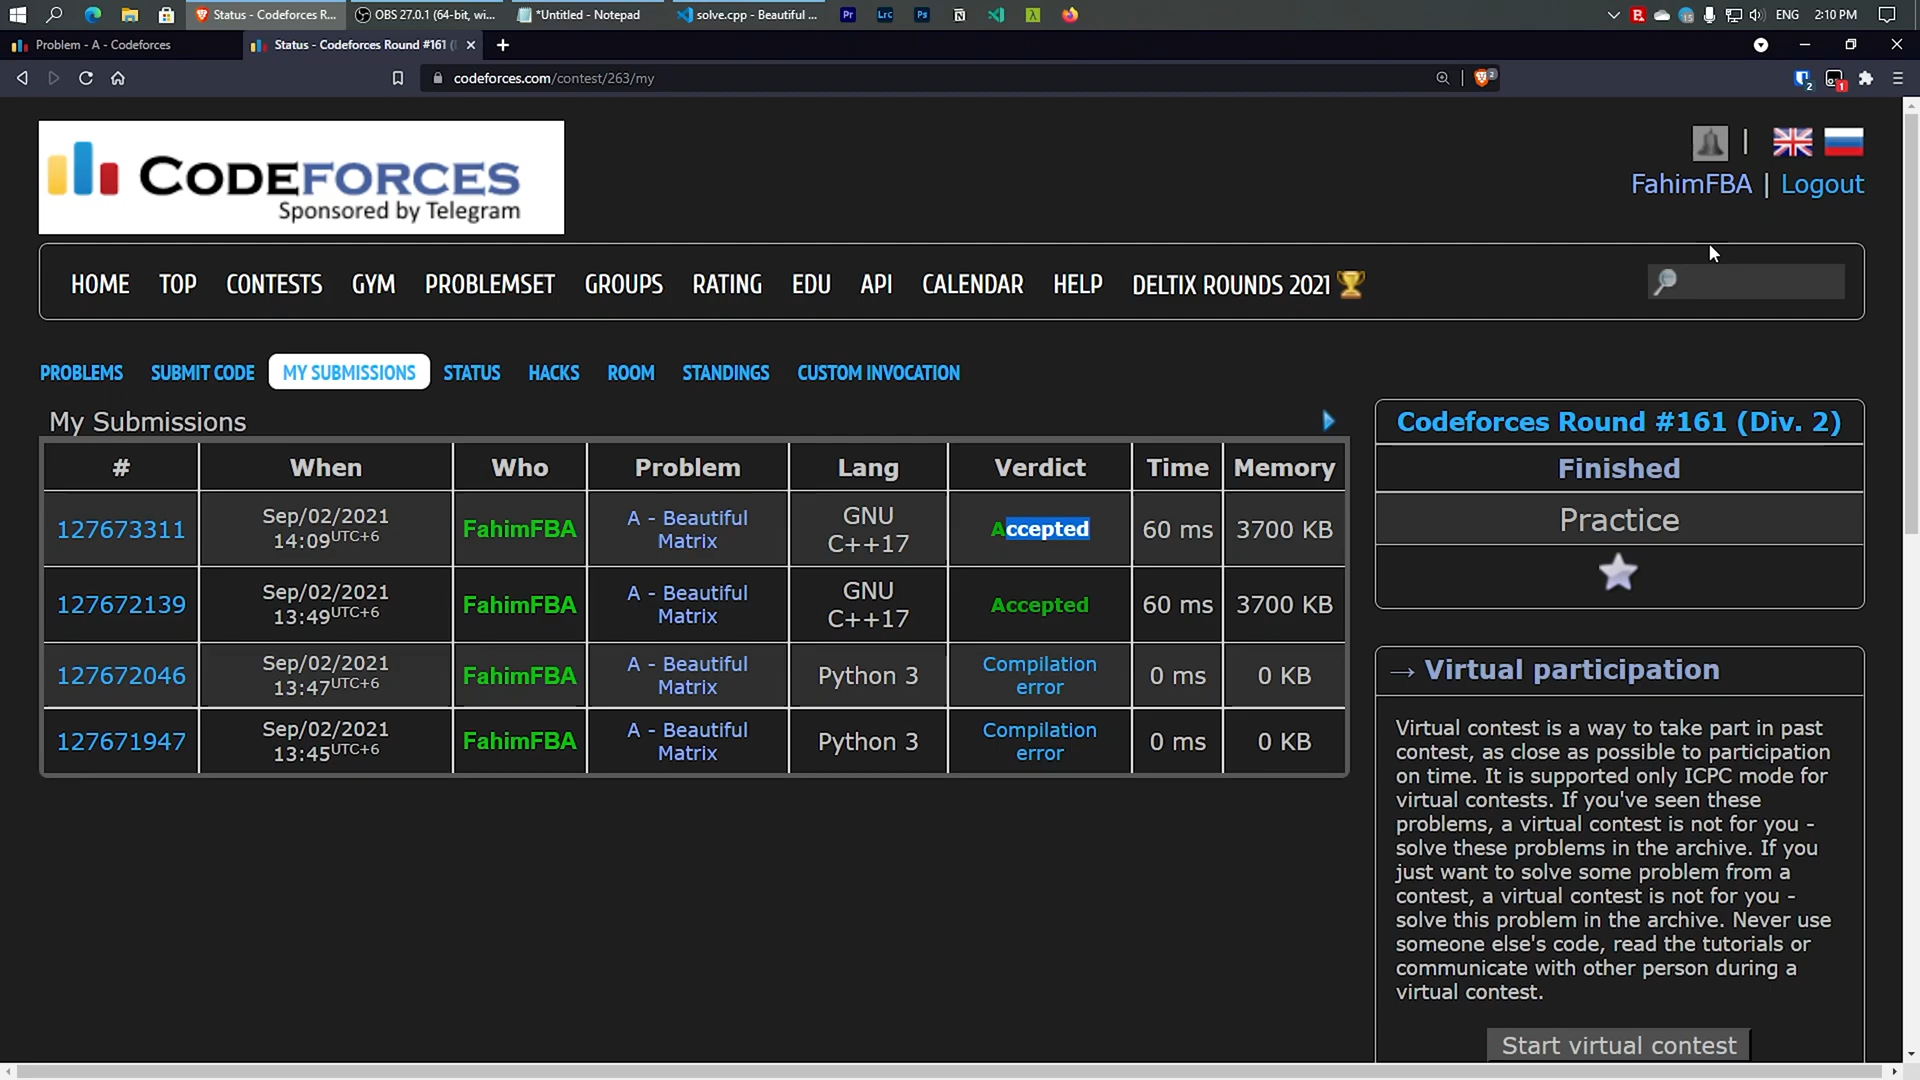 Status - Codeforces R...
OBS 27.0.1 (64-bit, wi...
*Untitled - Notepad
solve.cpp - Beautiful ...
Pr
Lrc
Ps
ENG
2:10 PM
Problem - A - Codeforces
Status - Codeforces Round #161 (
codeforces.com/contest/263/my
2
2
1
CODEFORCES
Sponsored by Telegram
FahimFBA | Logout
HOME TOP CONTESTS GYM PROBLEMSET GROUPS RATING EDU API CALENDAR HELP DELTIX ROUNDS 2021
PROBLEMS SUBMIT CODE MY SUBMISSIONS STATUS HACKS ROOM STANDINGS CUSTOM INVOCATION
My Submissions
# When Who Problem Lang Verdict Time Memory
127673311 Sep/02/2021 14:09UTC+6 FahimFBA A - Beautiful Matrix GNU C++17 Accepted 60 ms 3700 KB
127672139 Sep/02/2021 13:49UTC+6 FahimFBA A - Beautiful Matrix GNU C++17 Accepted 60 ms 3700 KB
127672046 Sep/02/2021 13:47UTC+6 FahimFBA A - Beautiful Matrix Python 3 Compilation error 0 ms 0 KB
127671947 Sep/02/2021 13:45UTC+6 FahimFBA A - Beautiful Matrix Python 3 Compilation error 0 ms 0 KB
Codeforces Round #161 (Div. 2)
Finished
Practice
→ Virtual participation
Virtual contest is a way to take part in past
contest, as close as possible to participation
on time. It is supported only ICPC mode for
virtual contests. If you've seen these
problems, a virtual contest is not for you -
solve these problems in the archive. If you
just want to solve some problem from a
contest, a virtual contest is not for you -
solve this problem in the archive. Never use
someone else's code, read the tutorials or
communicate with other person during a
virtual contest.
Start virtual contest